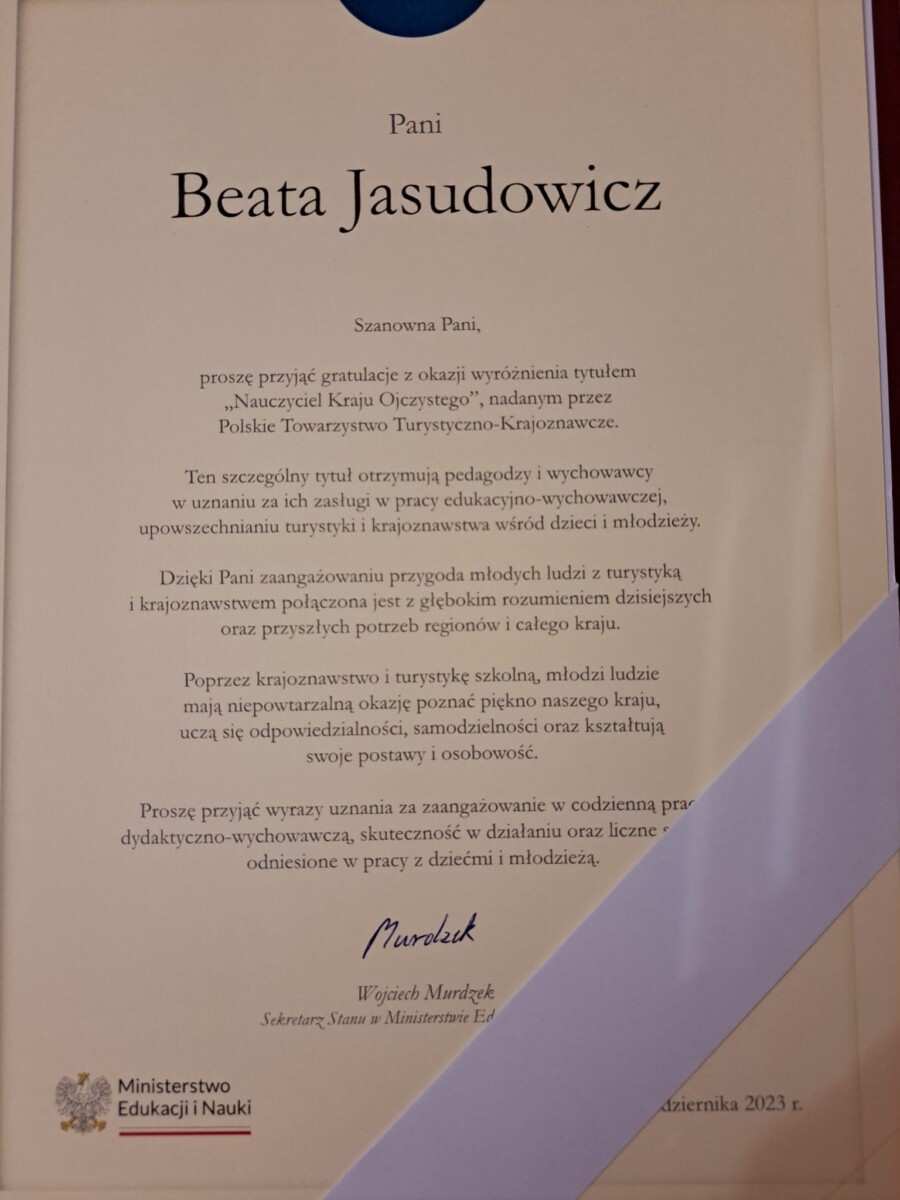 Pani
Beata Jasudowicz
Szanowna Pani,
proszę przyjąć gratulacje z okazji wyróżnienia tytułem
„Nauczyciel Kraju Ojczystego”, nadanym przez
Polskie Towarzystwo Turystyczno-Krajoznawcze.
Ten szczególny tytuł otrzymują pedagodzy i wychowawcy
w uznaniu za ich zasługi w pracy edukacyjno-wychowawczej,
upowszechnianiu turystyki i krajoznawstwa wśród dzieci i młodzieży.
Dzięki Pani zaangażowaniu przygoda młodych ludzi z turystyką
i krajoznawstwem połączona jest z głębokim rozumieniem dzisiejszych
oraz przyszłych potrzeb regionów i całego kraju.
Poprzez krajoznawstwo i turystykę szkolną, młodzi ludzie
mają niepowtarzalną okazję poznać piękno naszego kraju,
uczą się odpowiedzialności, samodzielności oraz kształtują
swoje postawy i osobowość.
Proszę przyjąć wyrazy uznania za zaangażowanie w codzienną
dydaktyczno-wychowawczą, skuteczność w działaniu oraz liczne
odniesione w pracy z dziećmi i młodzieżą.
Murdzek
Wojciech Murdzek
Sekretarz Stanu w Ministerstwie
Ministerstwo
Edukacji i Nauki
2023 r.